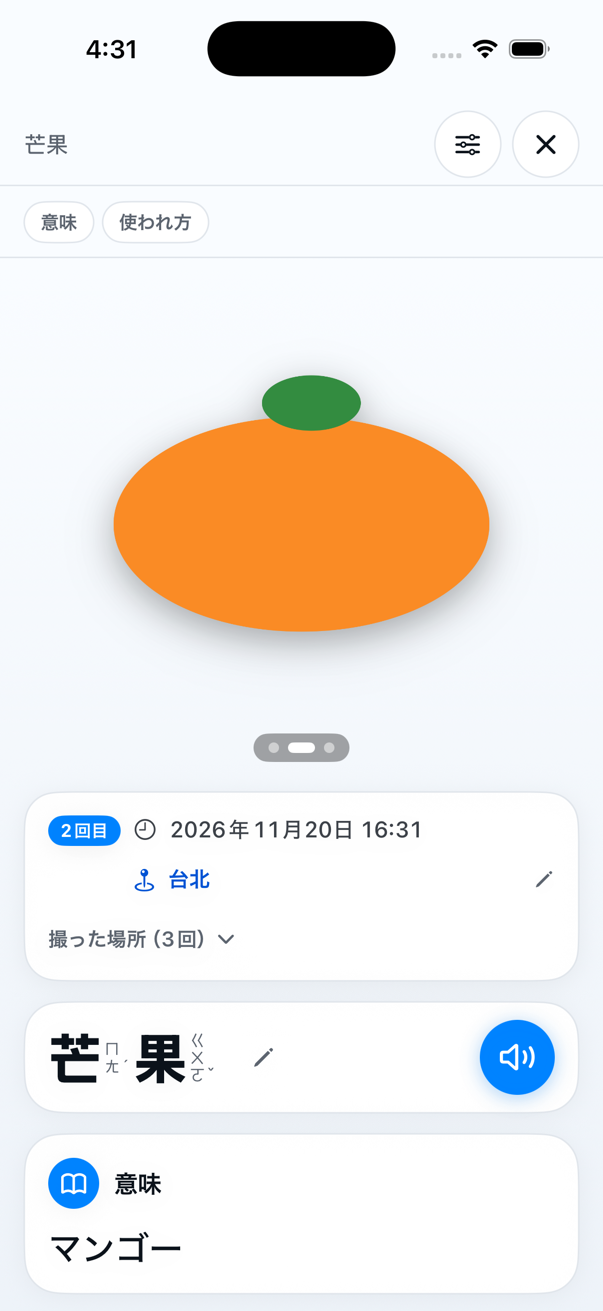 4:31
芒果
意味
使われ方
2回目
2026年11月20日 16:31
台北
撮った場所 (3回)
芒ㄇㄤˊ果ㄍㄨㄛˇ
意味
マンゴー